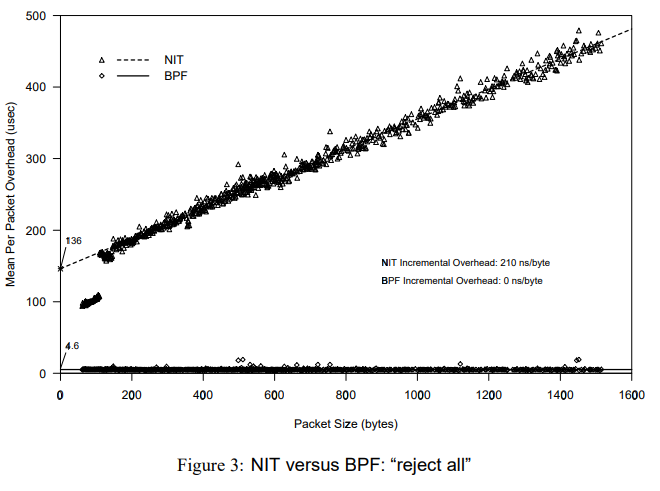 500
400
300
200
100
0
Mean Per Packet Overhead (usec)
NIT
BPF
136
4.6
NIT Incremental Overhead: 210 ns/byte
BPF Incremental Overhead: 0 ns/byte
0 200 400 600 800 1000 1200 1400 1600
Packet Size (bytes)
Figure 3: NIT versus BPF: “reject all”